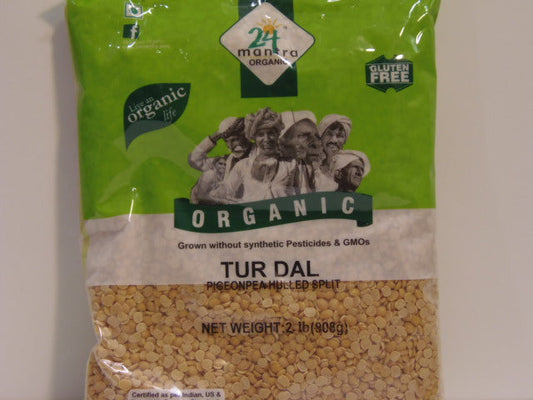 24
mantra
ORGANIC
GLUTEN
FREE
Live an
organic
life
ORGANIC
Grown without synthetic Pesticides & GMOs
TUR DAL
PIGEONPEA HULLED SPLIT
NET WEIGHT: 2 lb (908g)
Certified as per Indian, US &